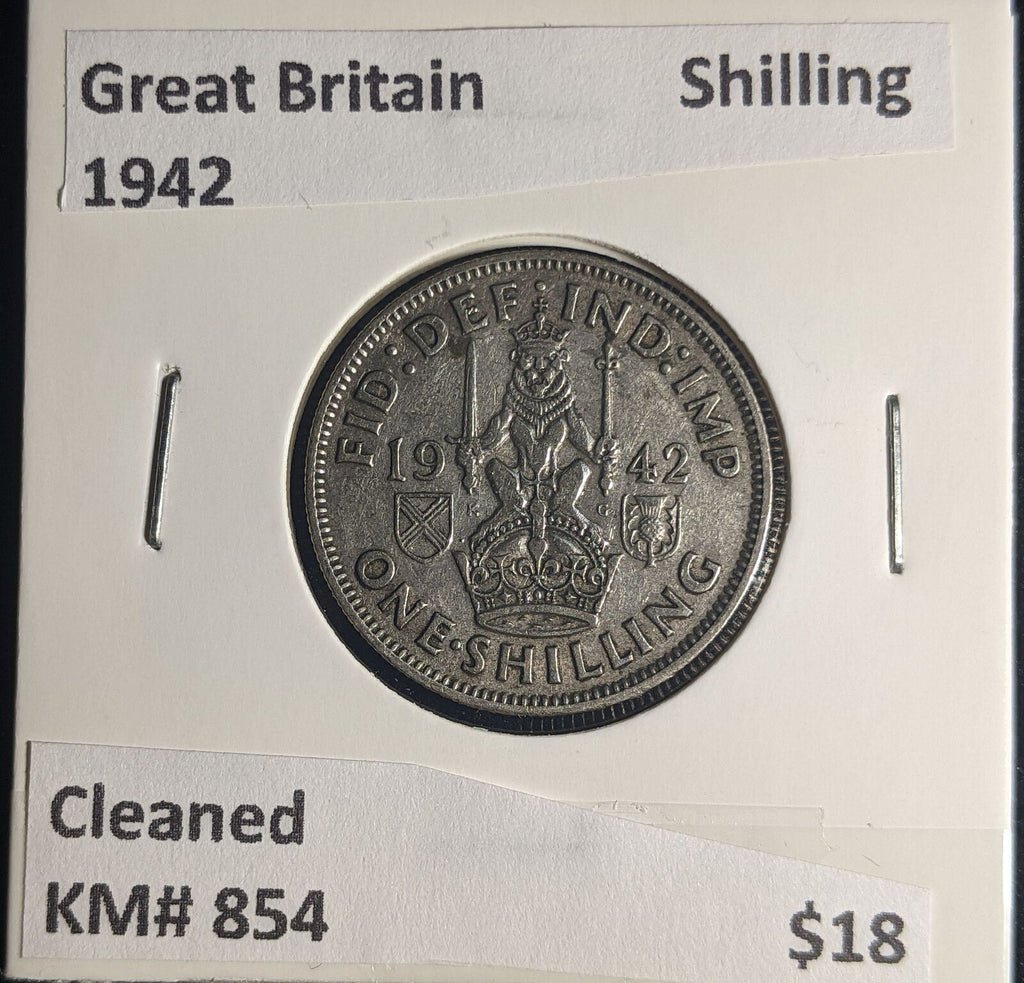 Great Britain Shilling
1942
FID: DEF: IND: IMP
19 42
K G
ONE·SHILLING
Cleaned
KM# 854 $18